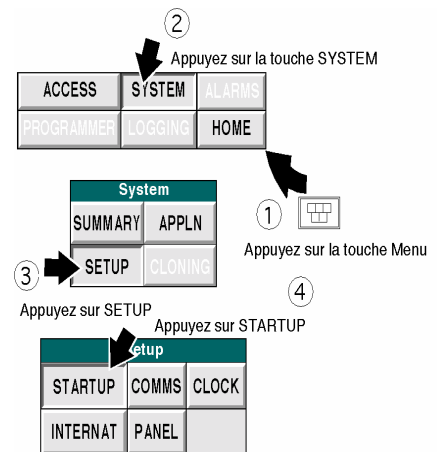 2
Appuyez sur la touche SYSTEM
ACCESS SYSTEM ALARMS
PROGRAMMER LOGGING HOME
1
Appuyez sur la touche Menu
System
SUMMARY APPLN
SETUP CLONING
3
Appuyez sur SETUP
4
Appuyez sur STARTUP
etup
STARTUP COMMS CLOCK
INTERNAT PANEL